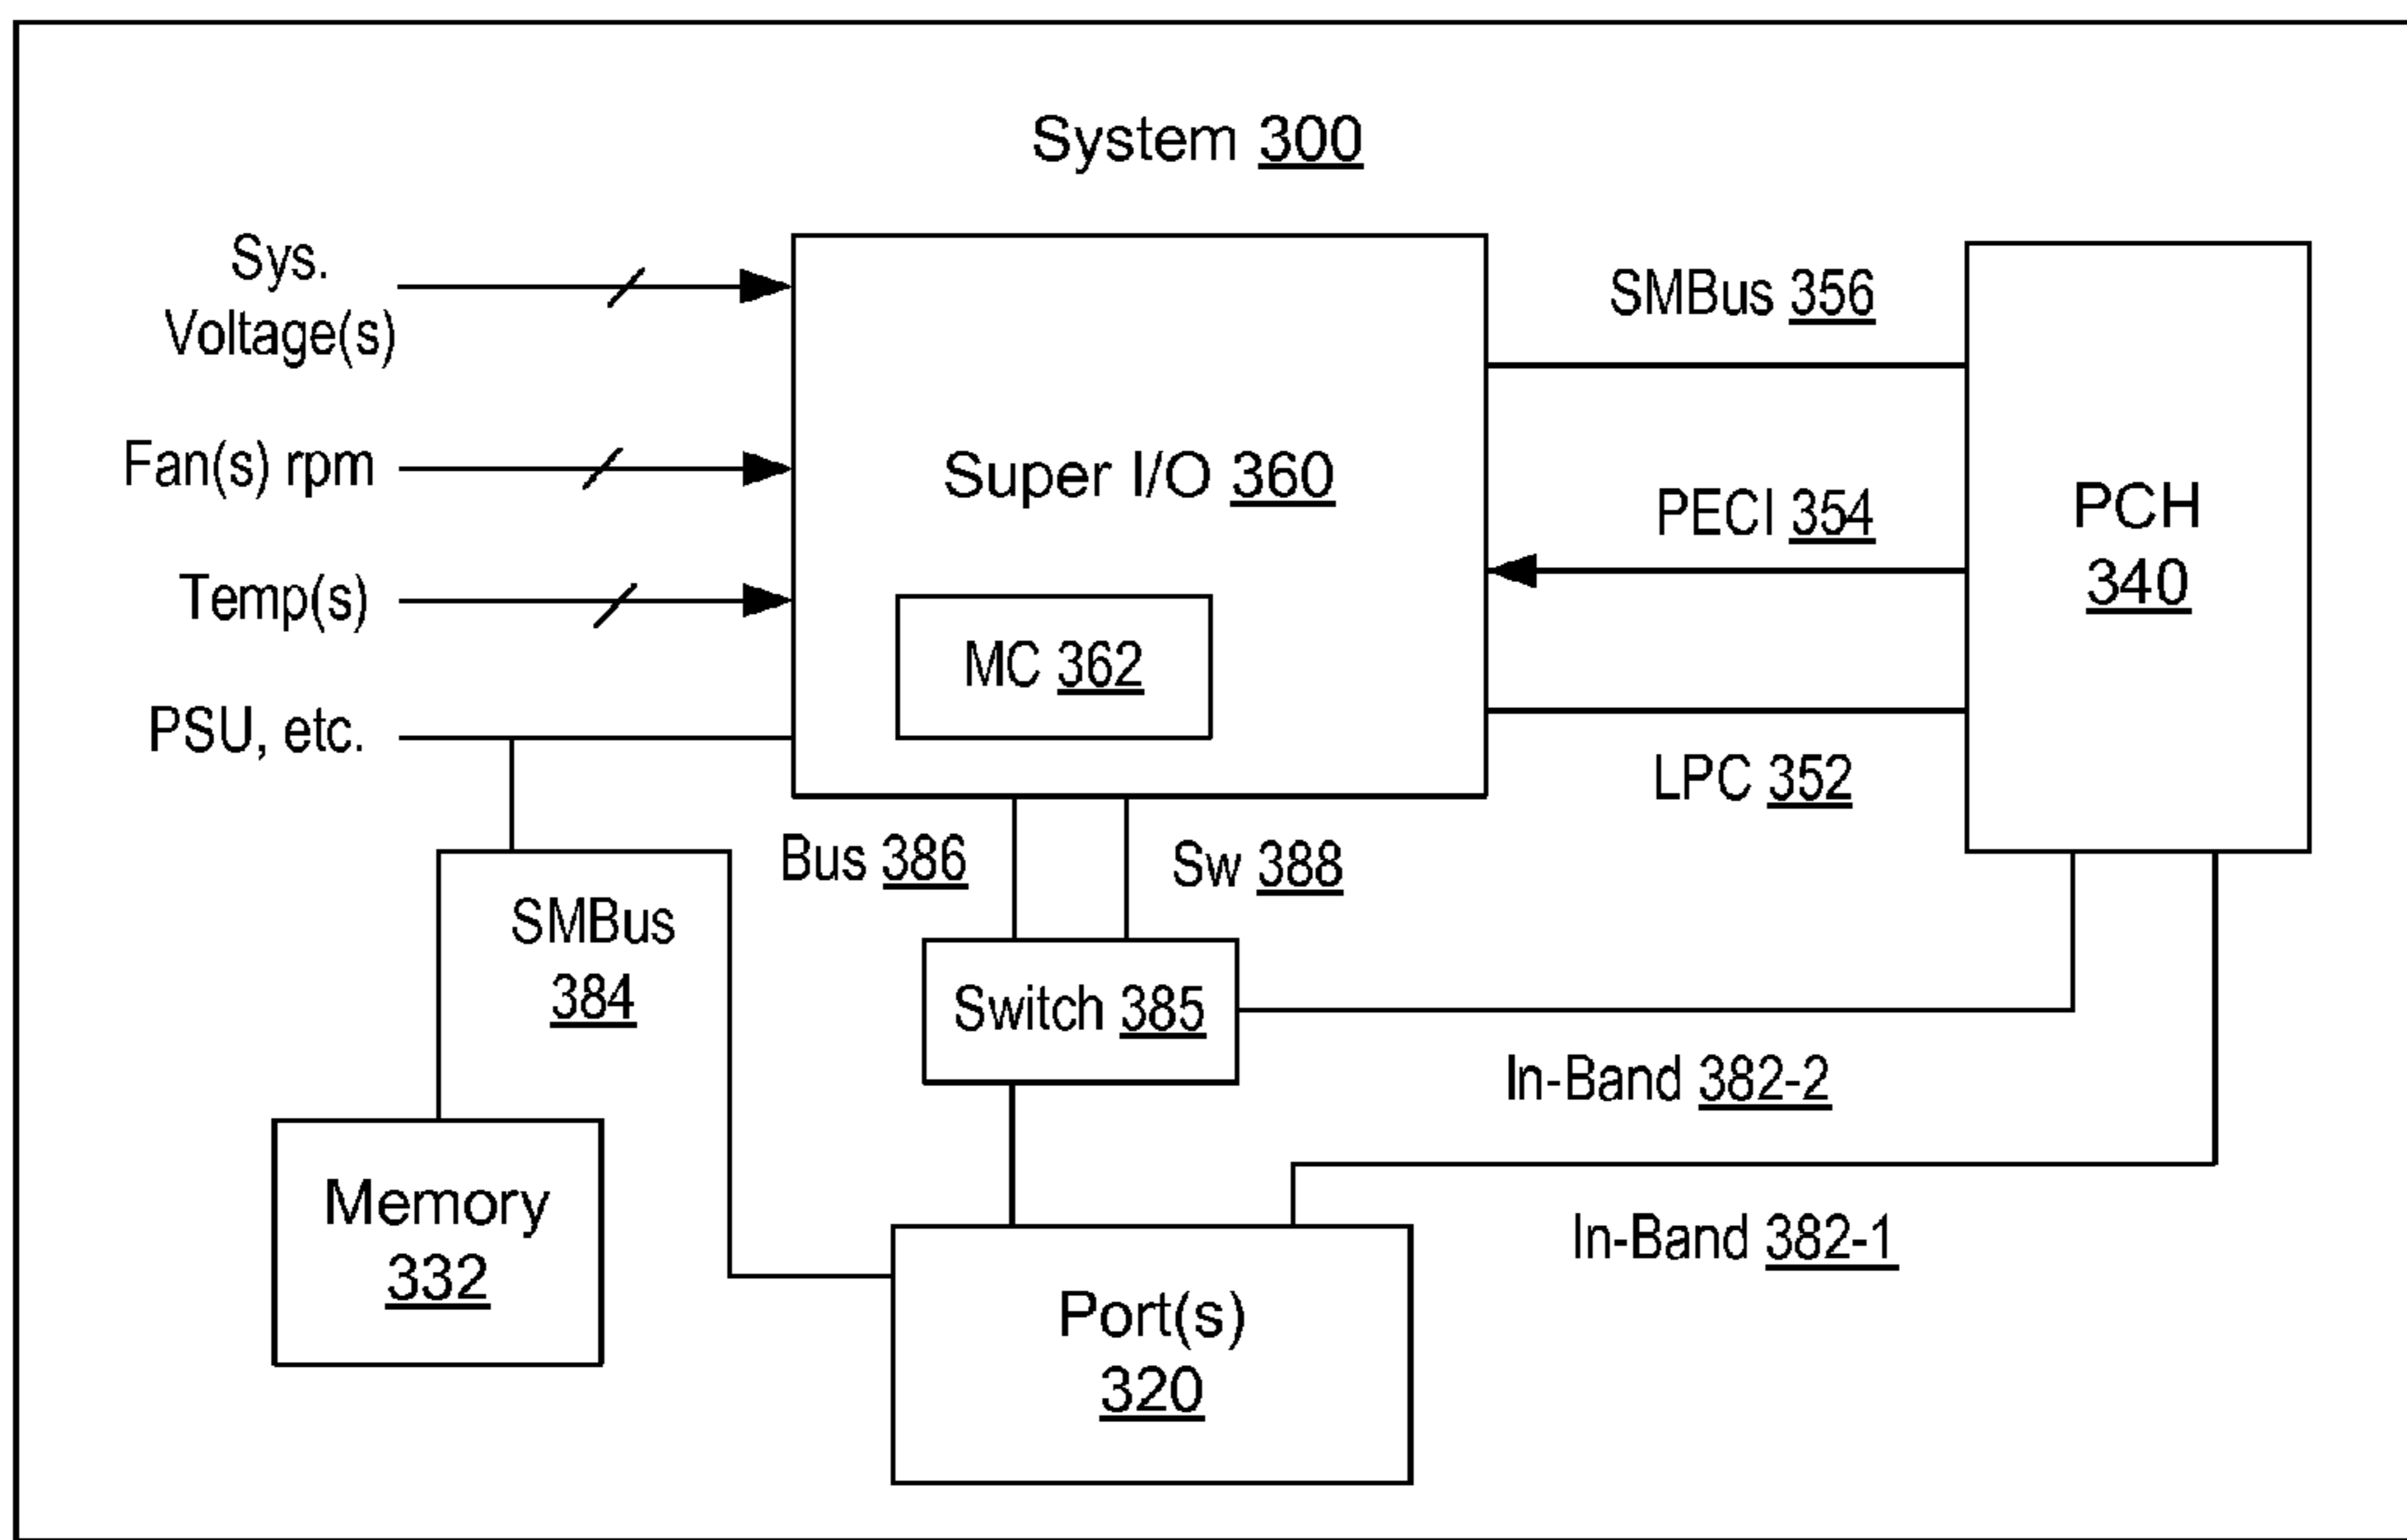 System 300
Sys.
Voltage(s)
Fan(s) rpm
Temp(s)
PSU, etc.
Super I/O 360
MC 362
SMBus 356
PECI 354
LPC 352
PCH
340
Bus 386
Sw 388
SMBus
384
Switch 385
In-Band 382-2
In-Band 382-1
Memory
332
Port(s)
320